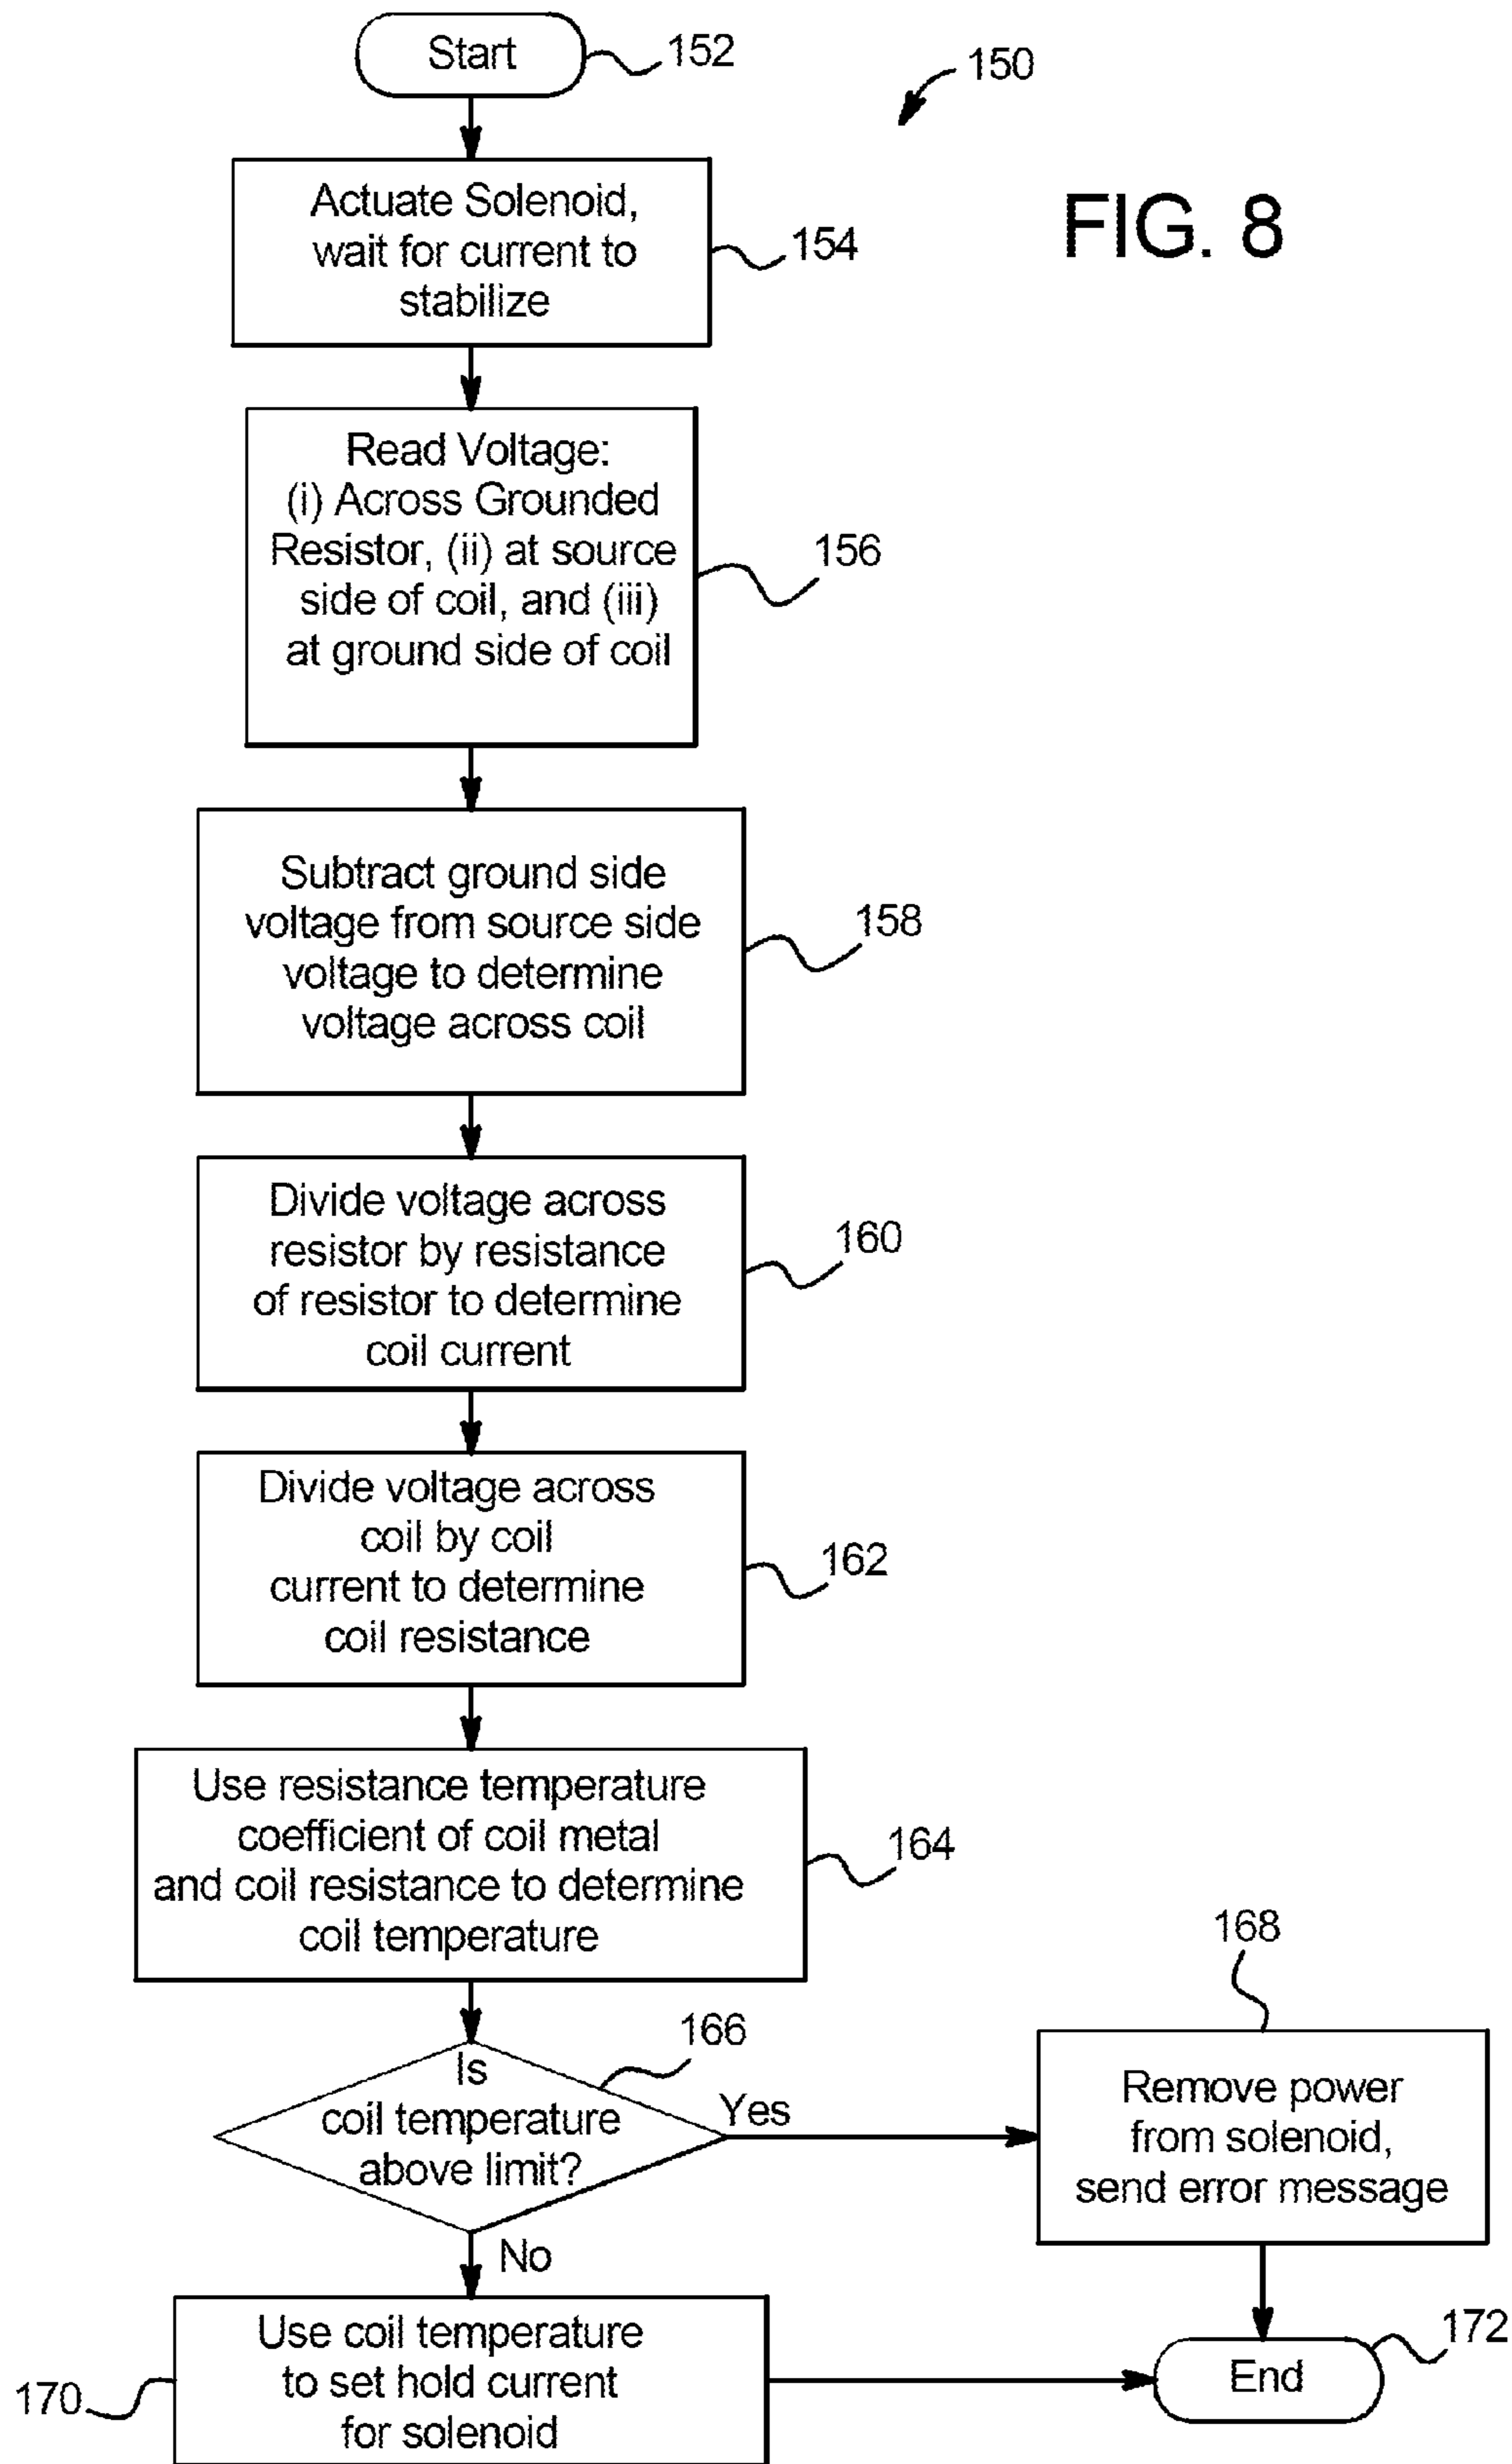 Start
152
150
FIG. 8
Actuate Solenoid,
wait for current to
stabilize
154
Read Voltage:
(i) Across Grounded
Resistor, (ii) at source
side of coil, and (iii)
at ground side of coil
156
Subtract ground side
voltage from source side
voltage to determine
voltage across coil
158
Divide voltage across
resistor by resistance
of resistor to determine
coil current
160
Divide voltage across
coil by coil
current to determine
coil resistance
162
Use resistance temperature
coefficient of coil metal
and coil resistance to determine
coil temperature
164
Is
coil temperature
above limit?
166
Yes
168
Remove power
from solenoid,
send error message
No
Use coil temperature
to set hold current
for solenoid
170
End
172